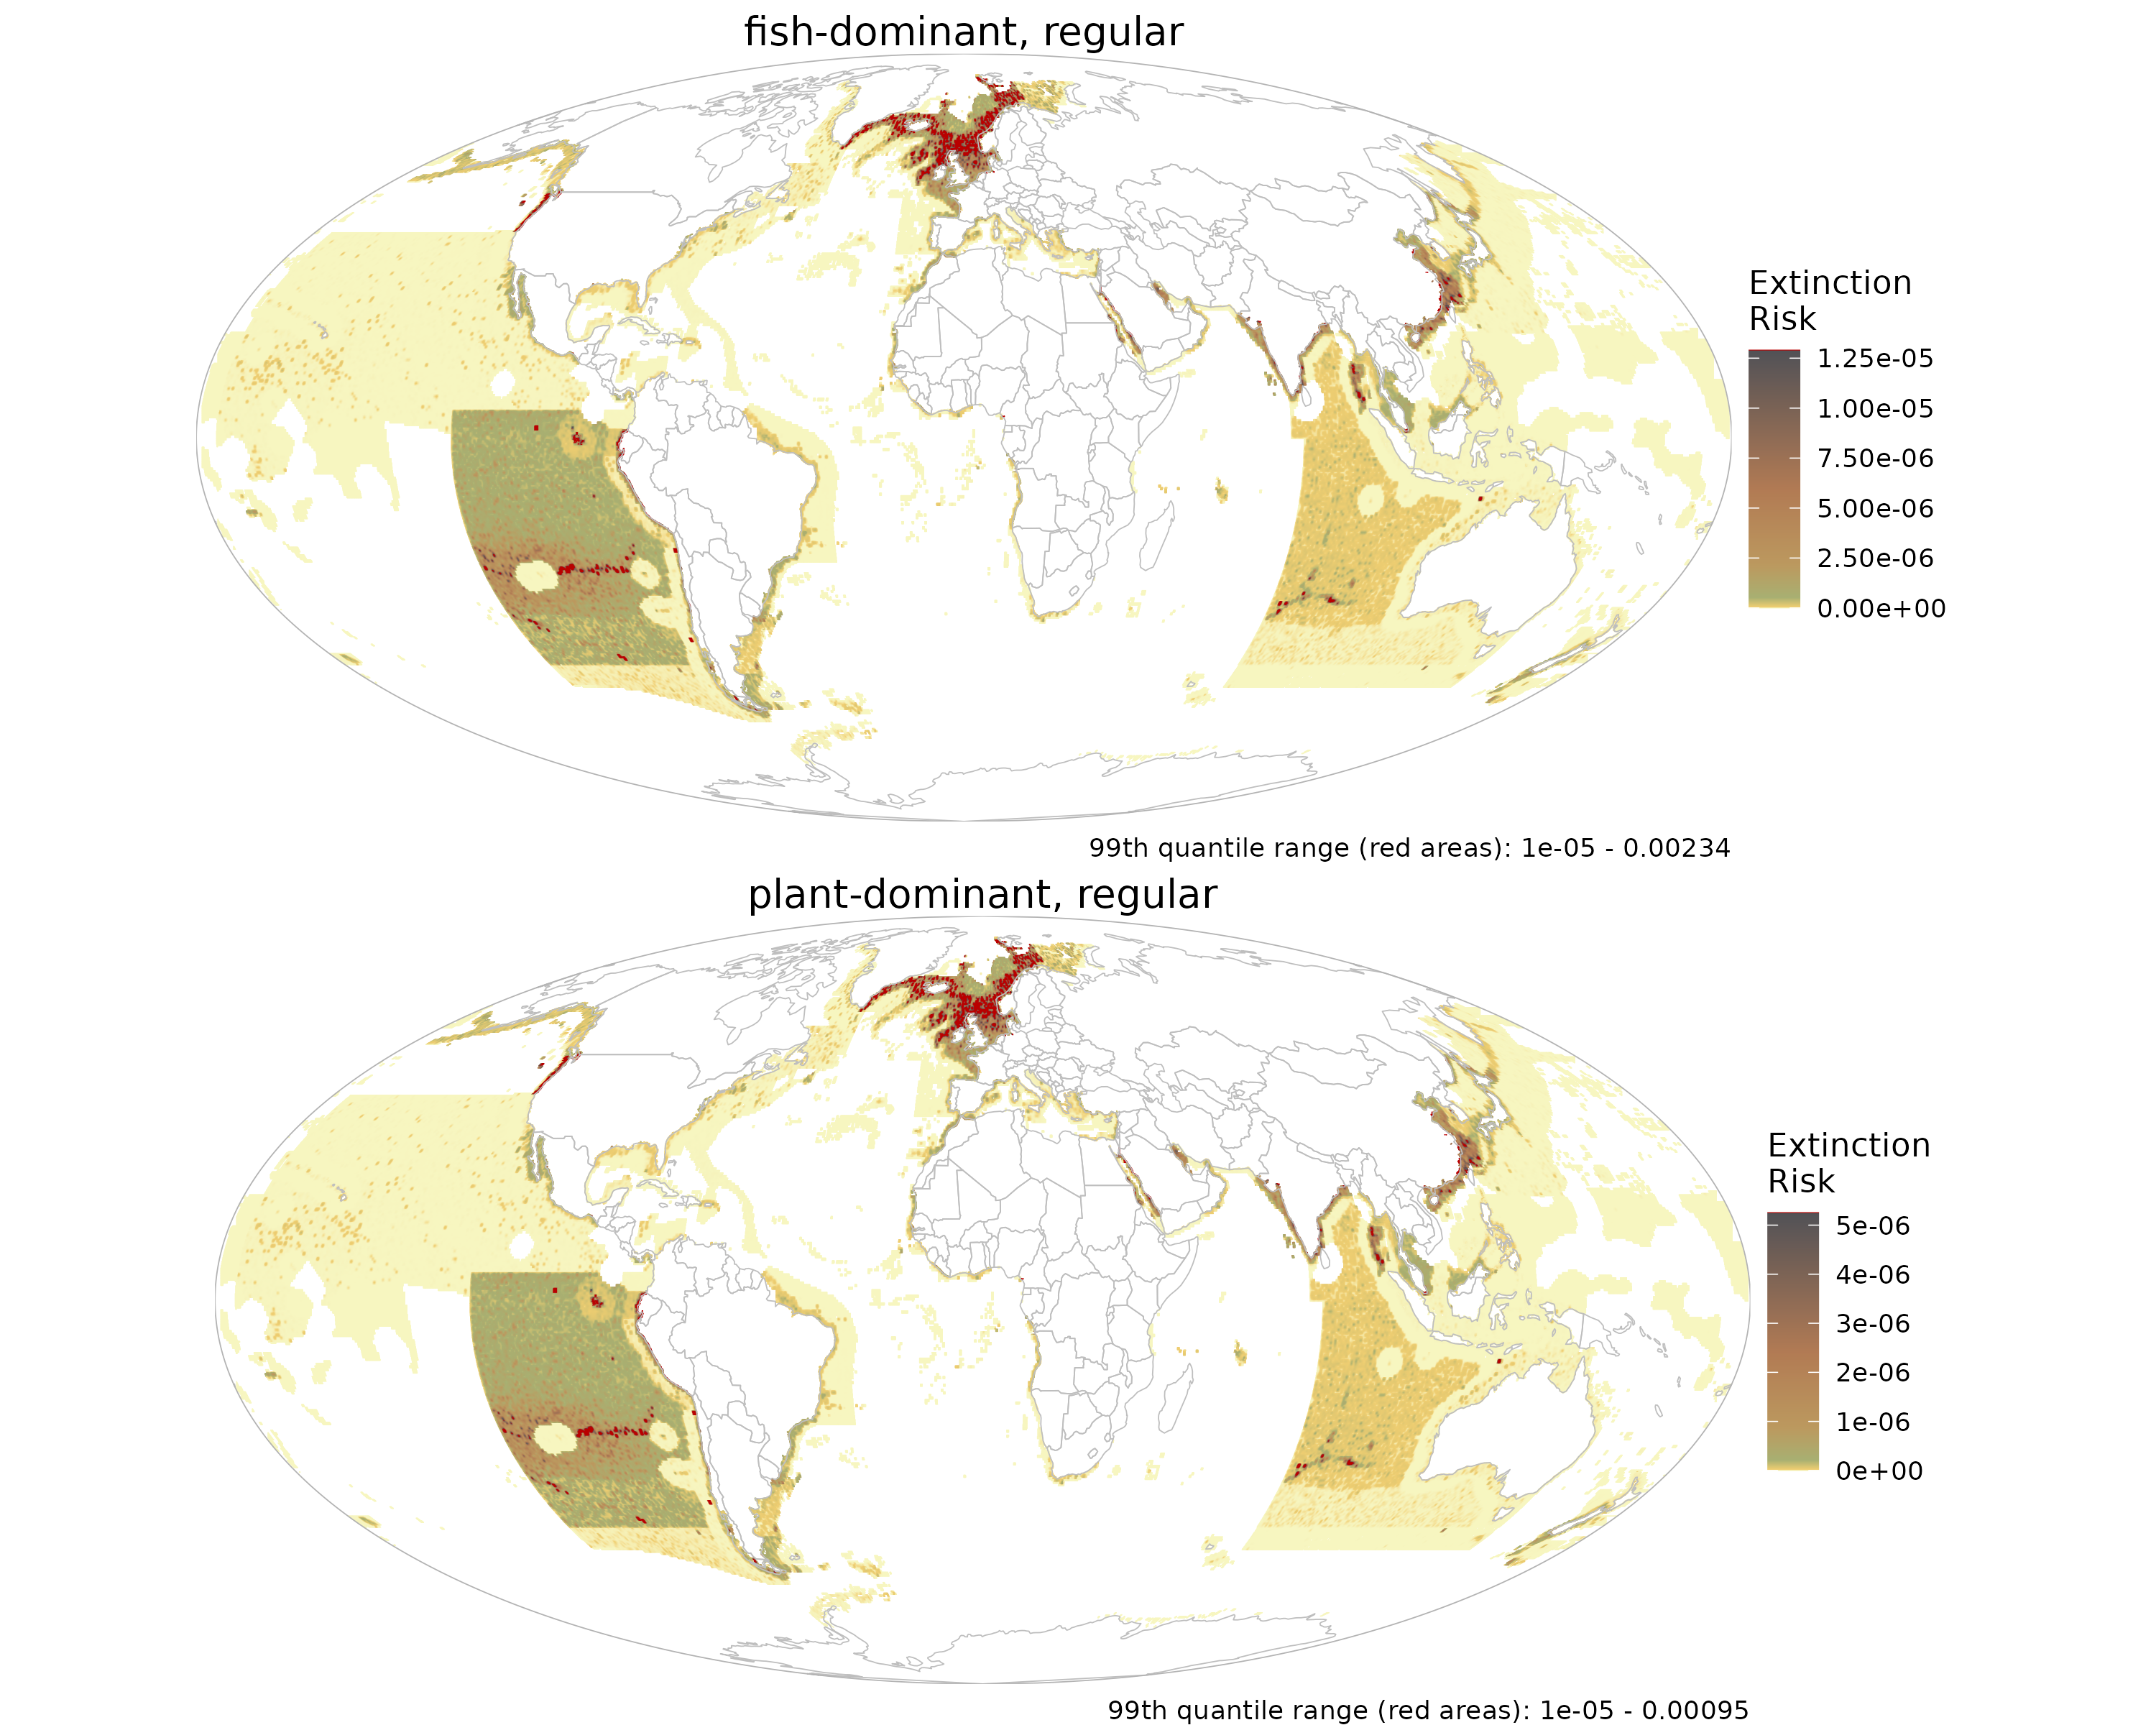 fish-dominant, regular
Extinction
Risk
1.25e-05
1.00e-05
7.50e-06
5.00e-06
2.50e-06
0.00e+00
99th quantile range (red areas): 1e-05 - 0.00234
plant-dominant, regular
Extinction
Risk
5e-06
4e-06
3e-06
2e-06
1e-06
0e+00
99th quantile range (red areas): 1e-05 - 0.00095